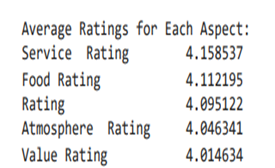 Average Ratings for Each Aspect:
Service  Rating        4.158537
Food Rating            4.112195
Rating                 4.095122
Atmosphere  Rating     4.046341
Value Rating           4.014634